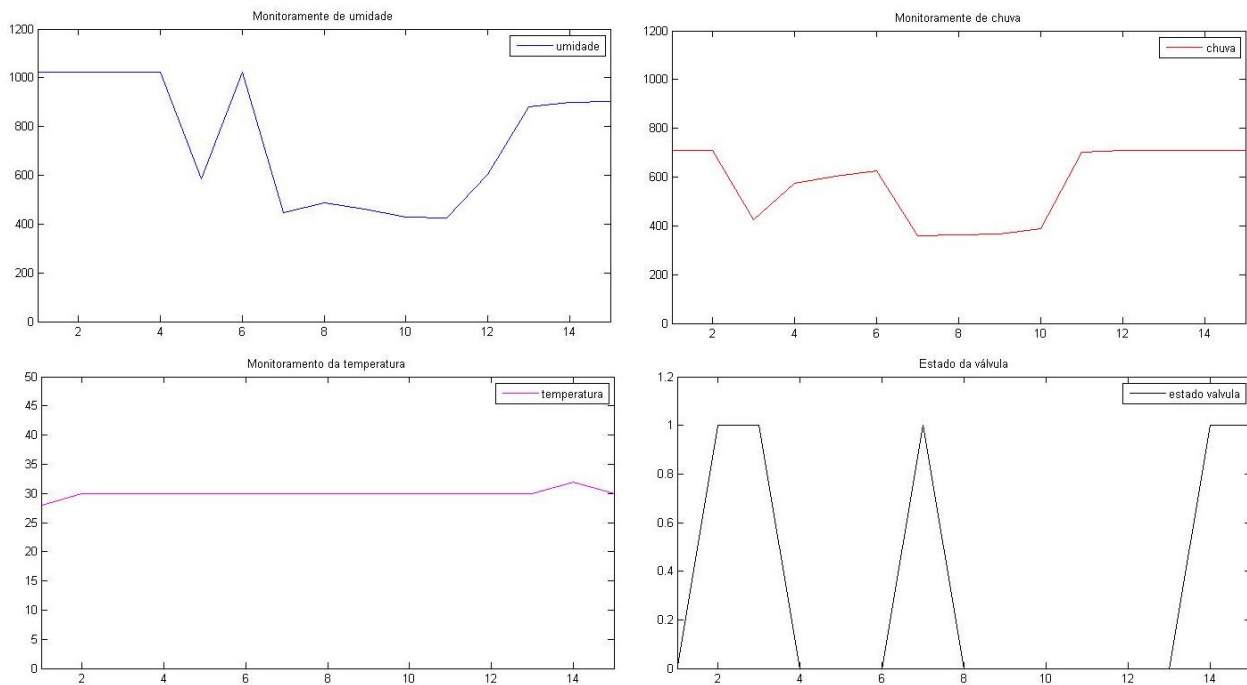 Monitoramente de umidade
umidade
1200
1000
800
600
400
200
0
2 4 6 8 10 12 14
Monitoramente de chuva
chuva
1200
1000
800
600
400
200
0
2 4 6 8 10 12 14
Monitoramento da temperatura
temperatura
50
45
40
35
30
25
20
15
10
5
0
2 4 6 8 10 12 14
Estado da válvula
estado valvula
1.2
1
0.8
0.6
0.4
0.2
0
2 4 6 8 10 12 14